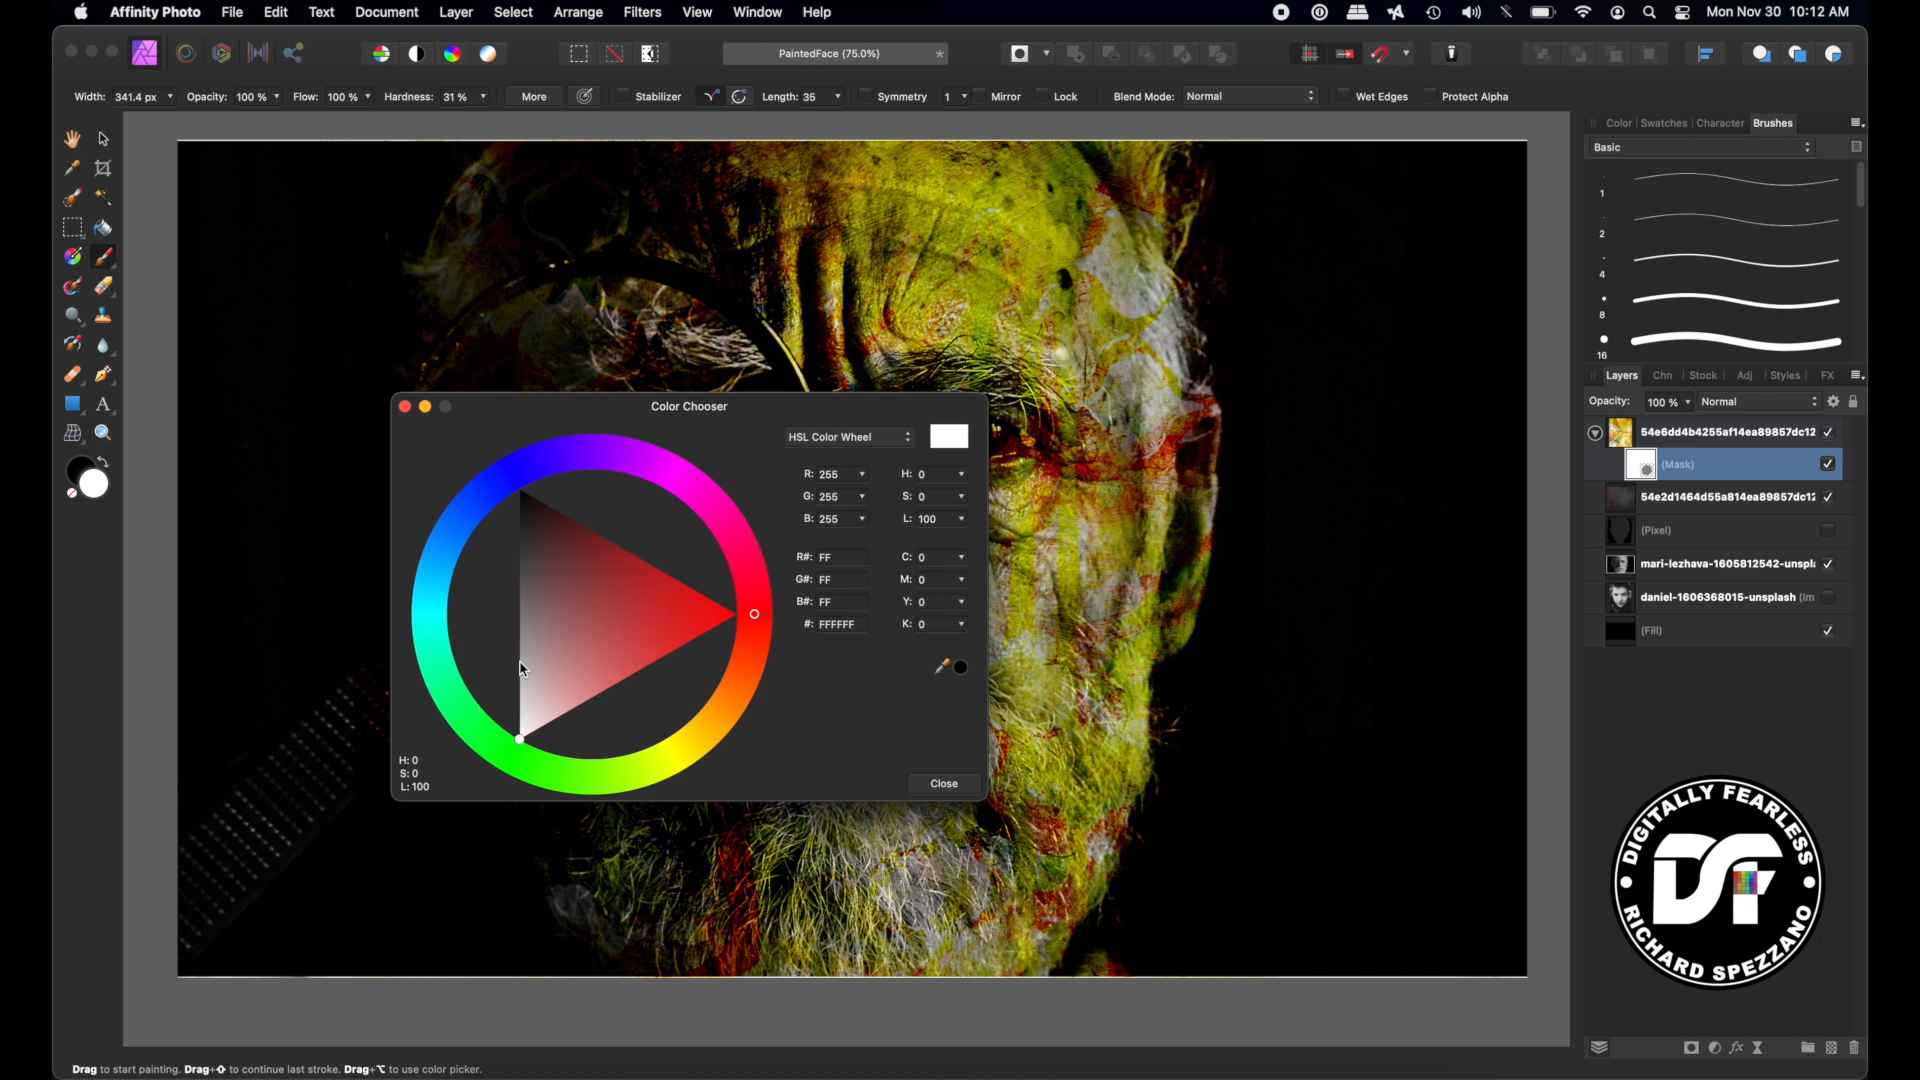 Affinity Photo File Edit Text Document Layer Select Arrange Filters View Window Help Mon Nov 30 10:12 AM
PaintedFace (75.0%) *
Width: 341.4 px Opacity: 100 % Flow: 100 % Hardness: 31 % More Stabilizer Length: 35 Symmetry 1 Mirror Lock Blend Mode: Normal Wet Edges Protect Alpha
Color Swatches Character Brushes
Basic
1
2
4
8
16
Layers Chn Stock Adj Styles FX
Opacity: 100 % Normal
54e6dd4b4255af14ea89857dc12
(Mask)
54e2d1464d55a814ea89857dc12
(Pixel)
mari-lezhava-1605812542-unspl
daniel-1606368015-unsplash (Im
(Fill)
Color Chooser
HSL Color Wheel
R: 255 H: 0
G: 255 S: 0
B: 255 L: 100
R#: FF C: 0
G#: FF M: 0
B#: FF Y: 0
#: FFFFFF K: 0
H: 0
S: 0
L: 100
Close
DIGITALLY FEARLESS
DF
RICHARD SPEZZANO
Drag to start painting. Drag+⇧ to continue last stroke. Drag+⌥ to use color picker.